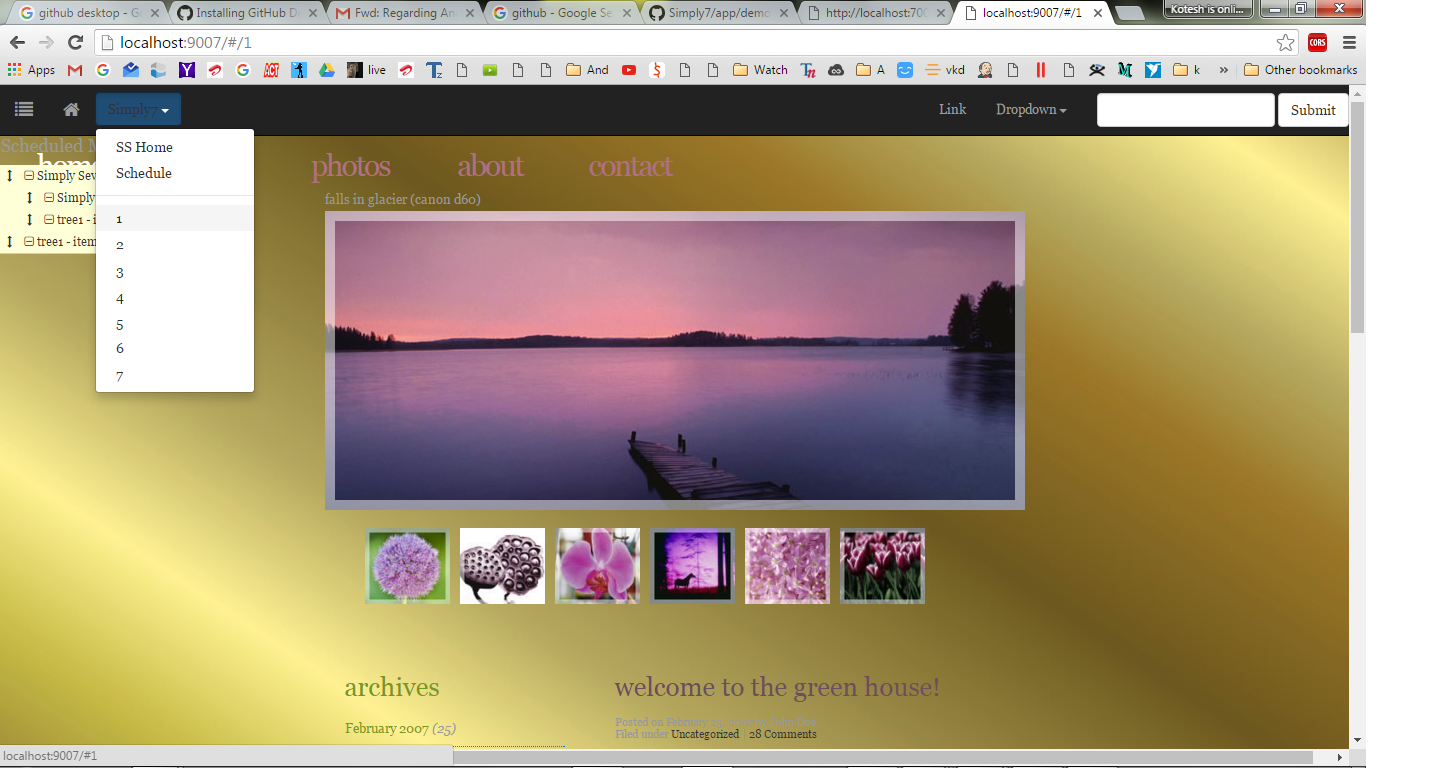 github desktop - Go
Installing GitHub De
Fwd: Regarding An
github - Google Se
Simply7/app/demo
http://localhost:700
localhost:9007/#/1
Kotesh is onli...
localhost:9007/#/1
CORS
Apps
ACT
live
And
Watch
A
vkd
k
»
Other bookmarks
Simply7
Link
Dropdown
Submit
Scheduled M
home
photos
about
contact
SS Home
Schedule
1
2
3
4
5
6
7
Simply Sev
Simply
tree1 - i
tree1 - item
falls in glacier (canon d60)
archives
February 2007 (25)
welcome to the green house!
Posted on February
Filed under Uncategorized | 28 Comments
localhost:9007/#1